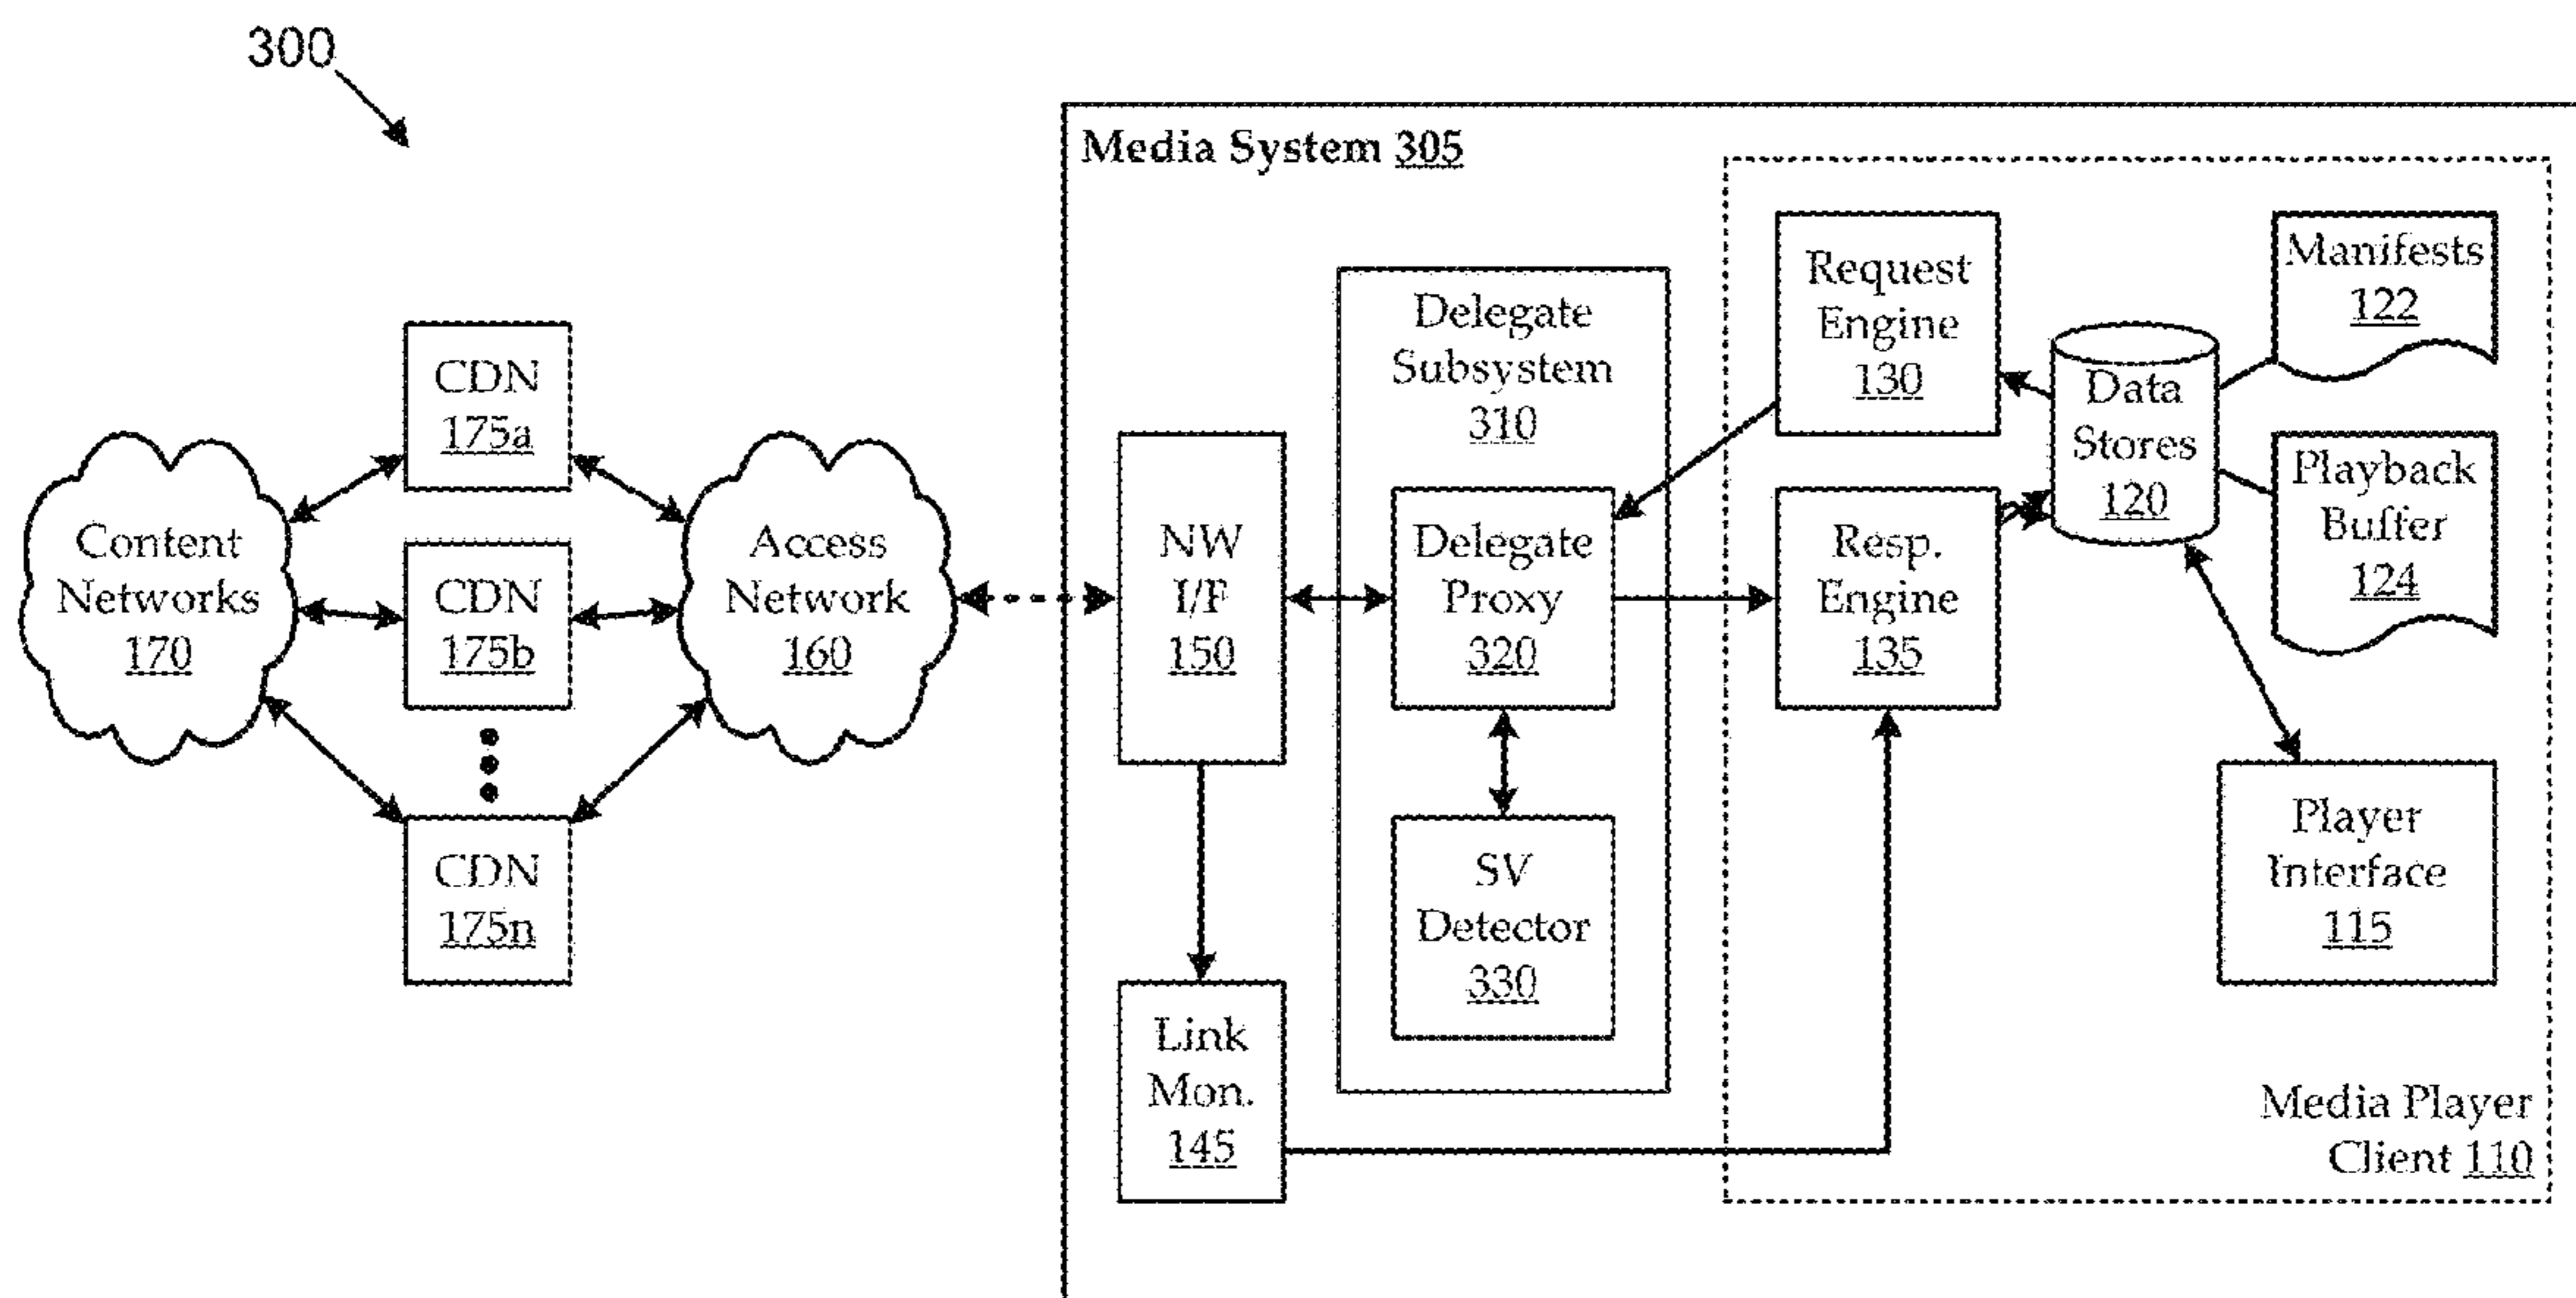 300
Media System 305
Content
Networks
170
CDN
175a
CDN
175b
CDN
175n
Access
Network
160
NW
I/F
150
Link
Mon.
145
Delegate
Subsystem
310
Delegate
Proxy
320
SV
Detector
330
Request
Engine
130
Resp.
Engine
135
Data
Stores
120
Manifests
122
Playback
Buffer
124
Player
Interface
115
Media Player
Client 110